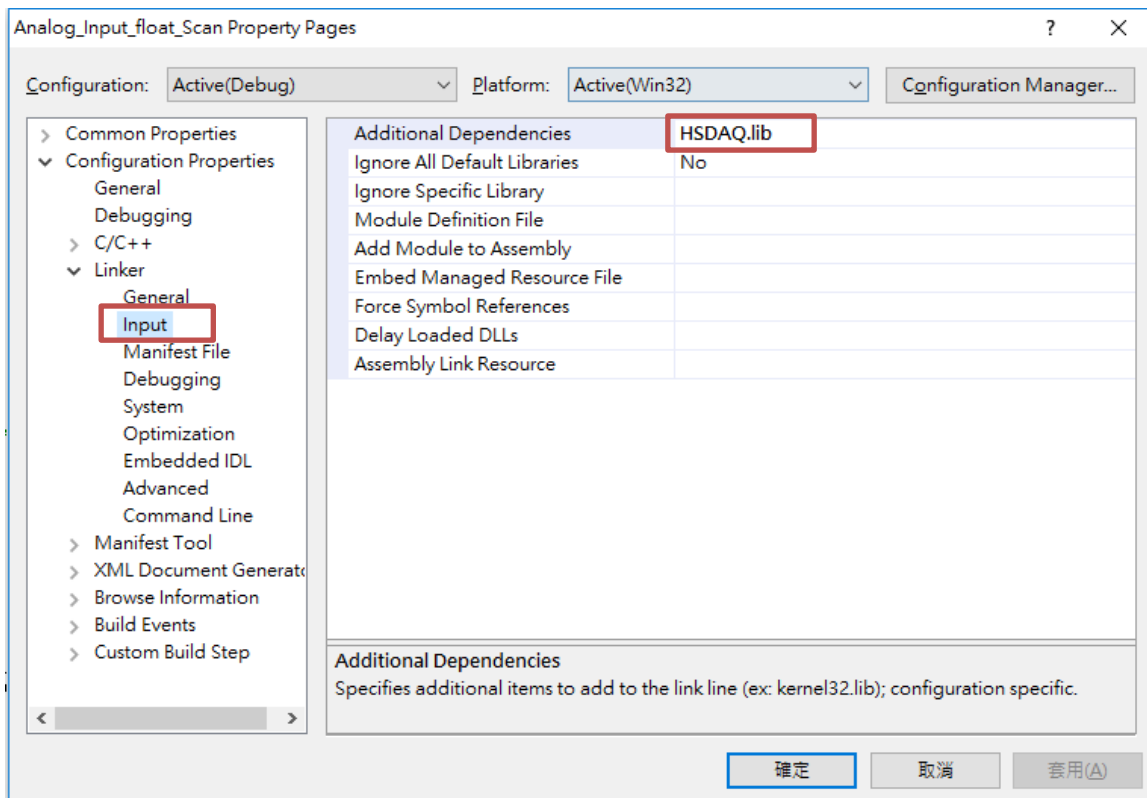 Analog_Input_float_Scan Property Pages
?
Configuration: Active(Debug) Platform: Active(Win32) Configuration Manager...
Common Properties
Configuration Properties
General
Debugging
C/C++
Linker
General
Input
Manifest File
Debugging
System
Optimization
Embedded IDL
Advanced
Command Line
Manifest Tool
XML Document Generato
Browse Information
Build Events
Custom Build Step
Additional Dependencies HSDAQ.lib
Ignore All Default Libraries No
Ignore Specific Library
Module Definition File
Add Module to Assembly
Embed Managed Resource File
Force Symbol References
Delay Loaded DLLs
Assembly Link Resource
Additional Dependencies
Specifies additional items to add to the link line (ex: kernel32.lib); configuration specific.
確定 取消 套用(A)